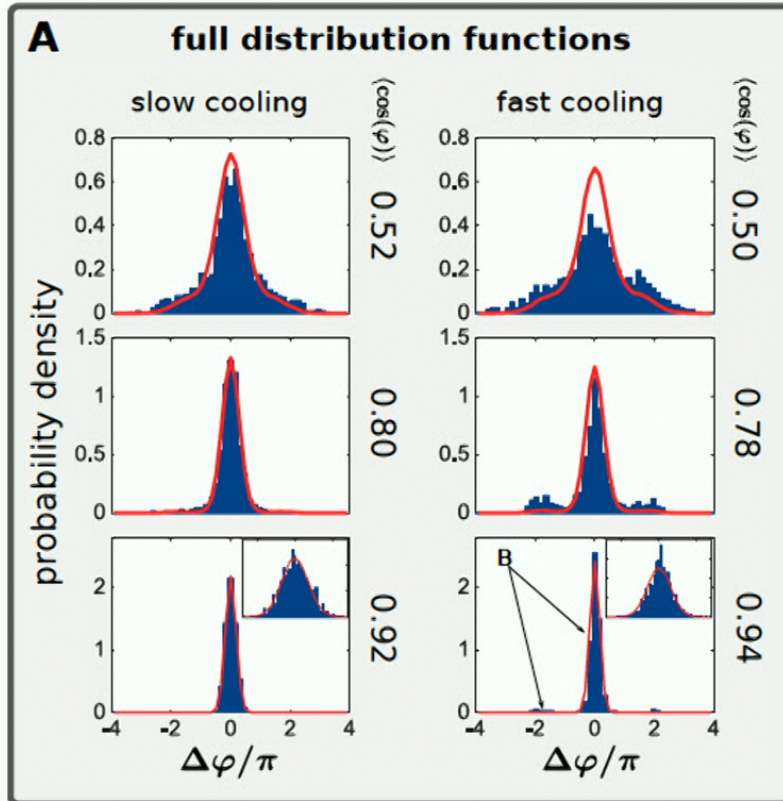 A full distribution functions
slow cooling
⟨cos(φ)⟩
fast cooling
⟨cos(φ)⟩
probability density
0.8
0.6
0.4
0.2
0
0.52
0.50
1.5
1
0.5
0
0.80
0.78
2
1
0
0.92
B
0.94
-4 -2 0 2 4
-4 -2 0 2 4
Δφ/π
Δφ/π